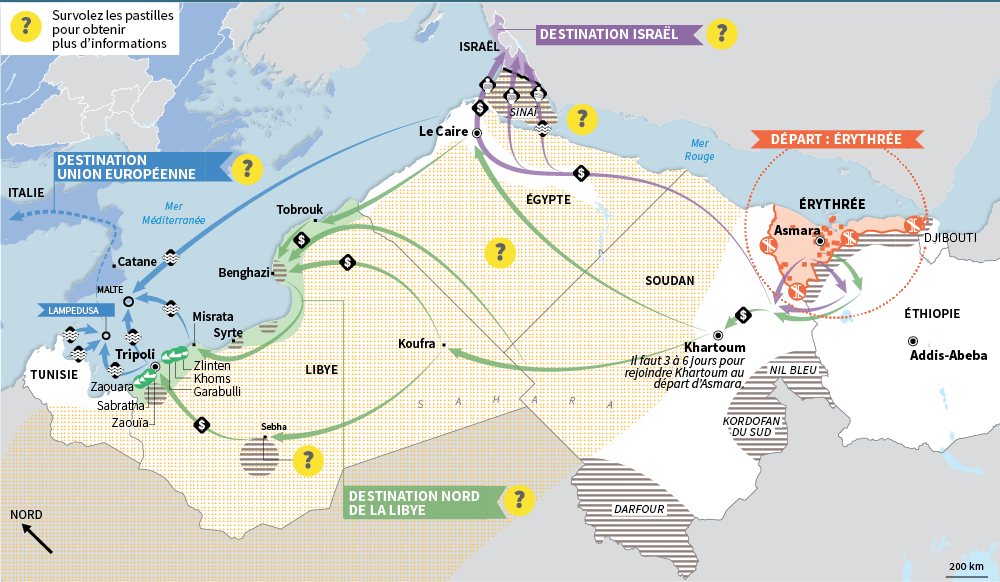 ?
Survolez les pastilles
pour obtenir
plus d'informations
DESTINATION ISRAËL
?
ISRAËL
$
SINAÏ
?
Le Caire
Mer
Rouge
DÉPART : ÉRYTHRÉE
DESTINATION
UNION EUROPÉENNE
?
$
ITALIE
Mer
Méditerranée
ÉGYPTE
ÉRYTHRÉE
Tobrouk
Asmara
DJIBOUTI
$
?
Catane
$
Benghazi
SOUDAN
MALTE
LAMPEDUSA
Misrata
Syrte
$
ÉTHIOPIE
Koufra
Khartoum
Il faut 3 à 6 jours pour
rejoindre Khartoum au
départ d'Asmara.
Addis-Abeba
Tripoli
TUNISIE
Zlinten
Khoms
Garabulli
LIBYE
NIL BLEU
Zaouara
Sabratha
Zaouïa
SAHARA
$
Sebha
KORDOFAN
DU SUD
?
DESTINATION NORD
DE LA LIBYE
?
DARFOUR
NORD
200 km